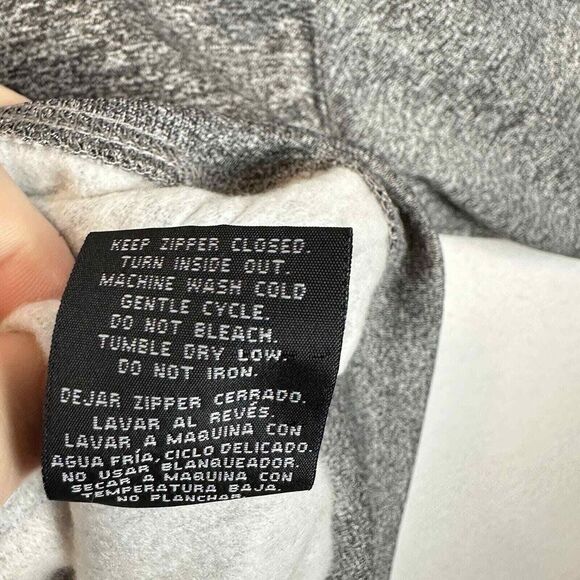 KEEP ZIPPER CLOSED.
TURN INSIDE OUT.
MACHINE WASH COLD
GENTLE CYCLE.
DO NOT BLEACH.
TUMBLE DRY LOW.
DO NOT IRON.
DEJAR ZIPPER CERRADO.
LAVAR AL REVÉS.
LAVAR A MAQUINA CON
AGUA FRÍA, CICLO DELICADO.
NO USAR BLANQUEADOR.
SECAR A MAQUINA CON
TEMPERATURA BAJA.
NO PLANCHAR